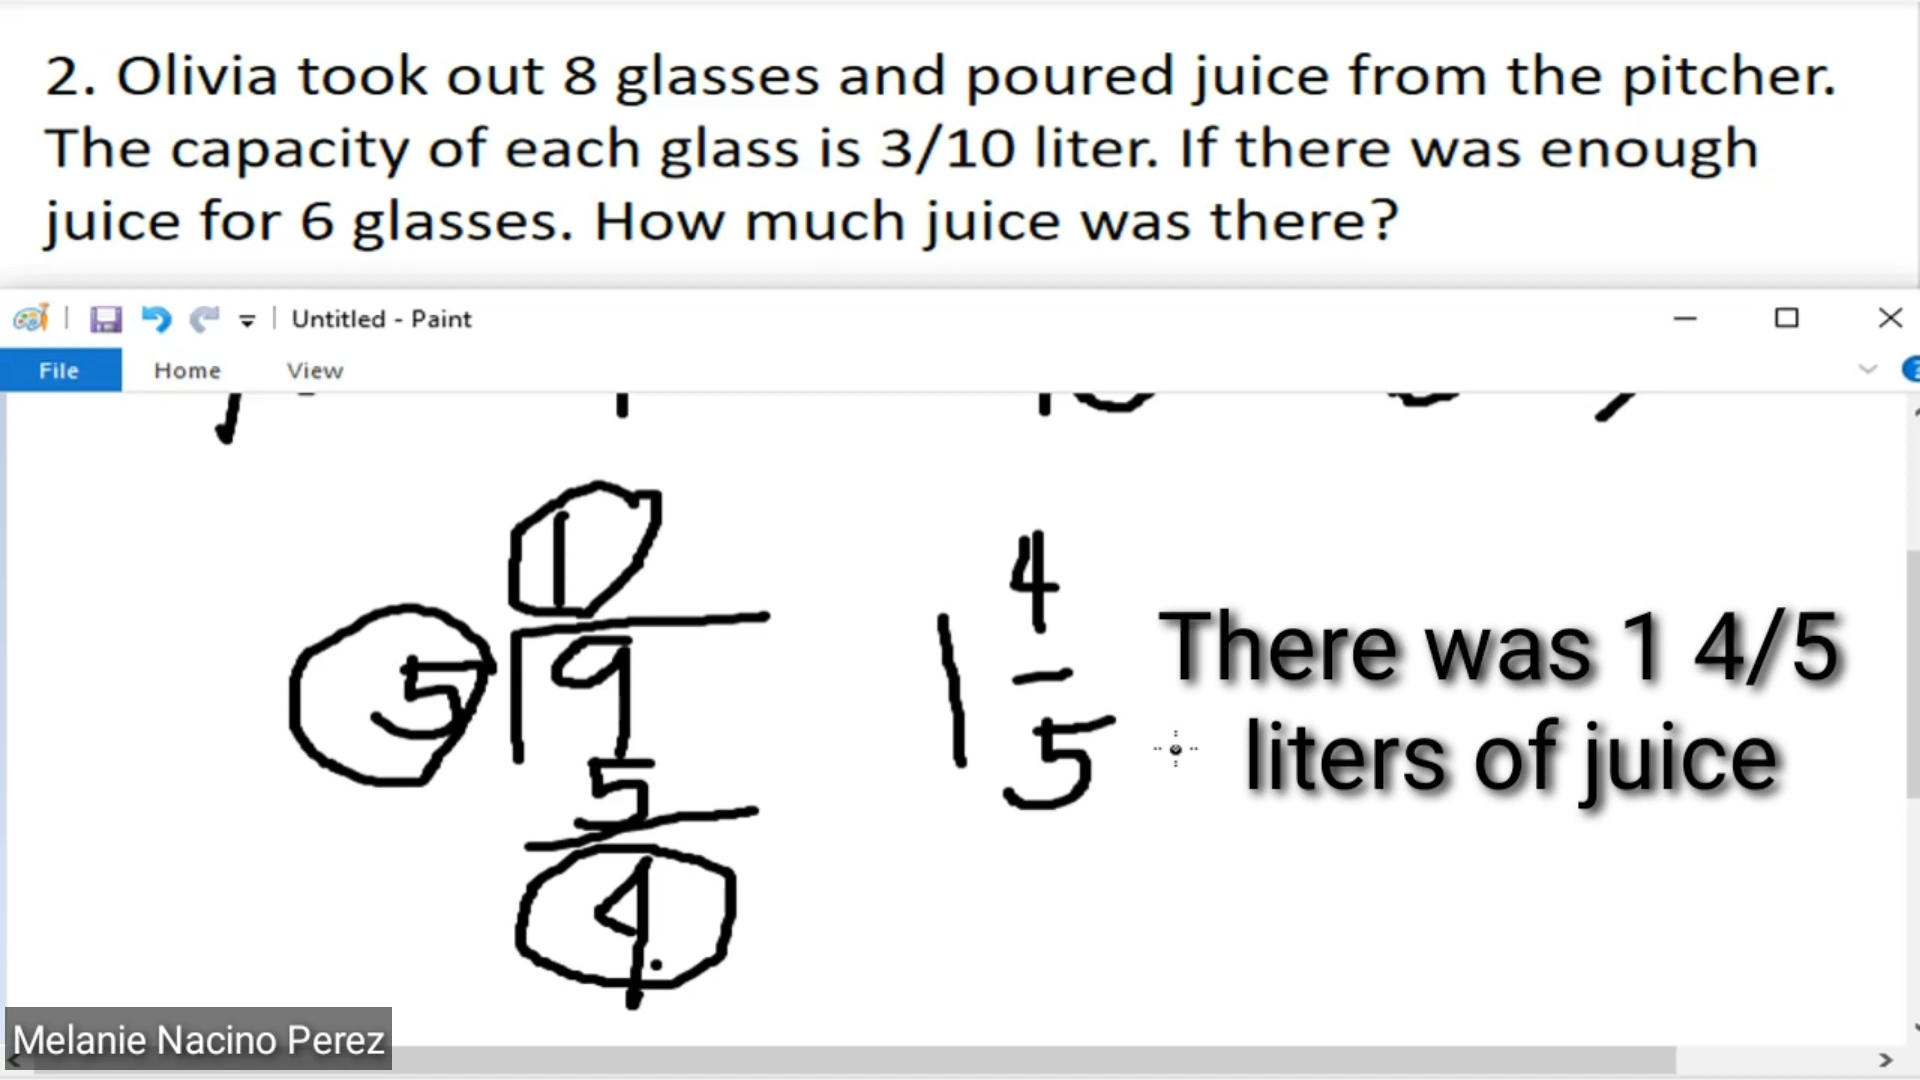 2. Olivia took out 8 glasses and poured juice from the pitcher.
The capacity of each glass is 3/10 liter. If there was enough
juice for 6 glasses. How much juice was there?
Untitled - Paint
File Home View
1
5 9
5
4
1 4/5
There was 1 4/5
liters of juice
Melanie Nacino Perez